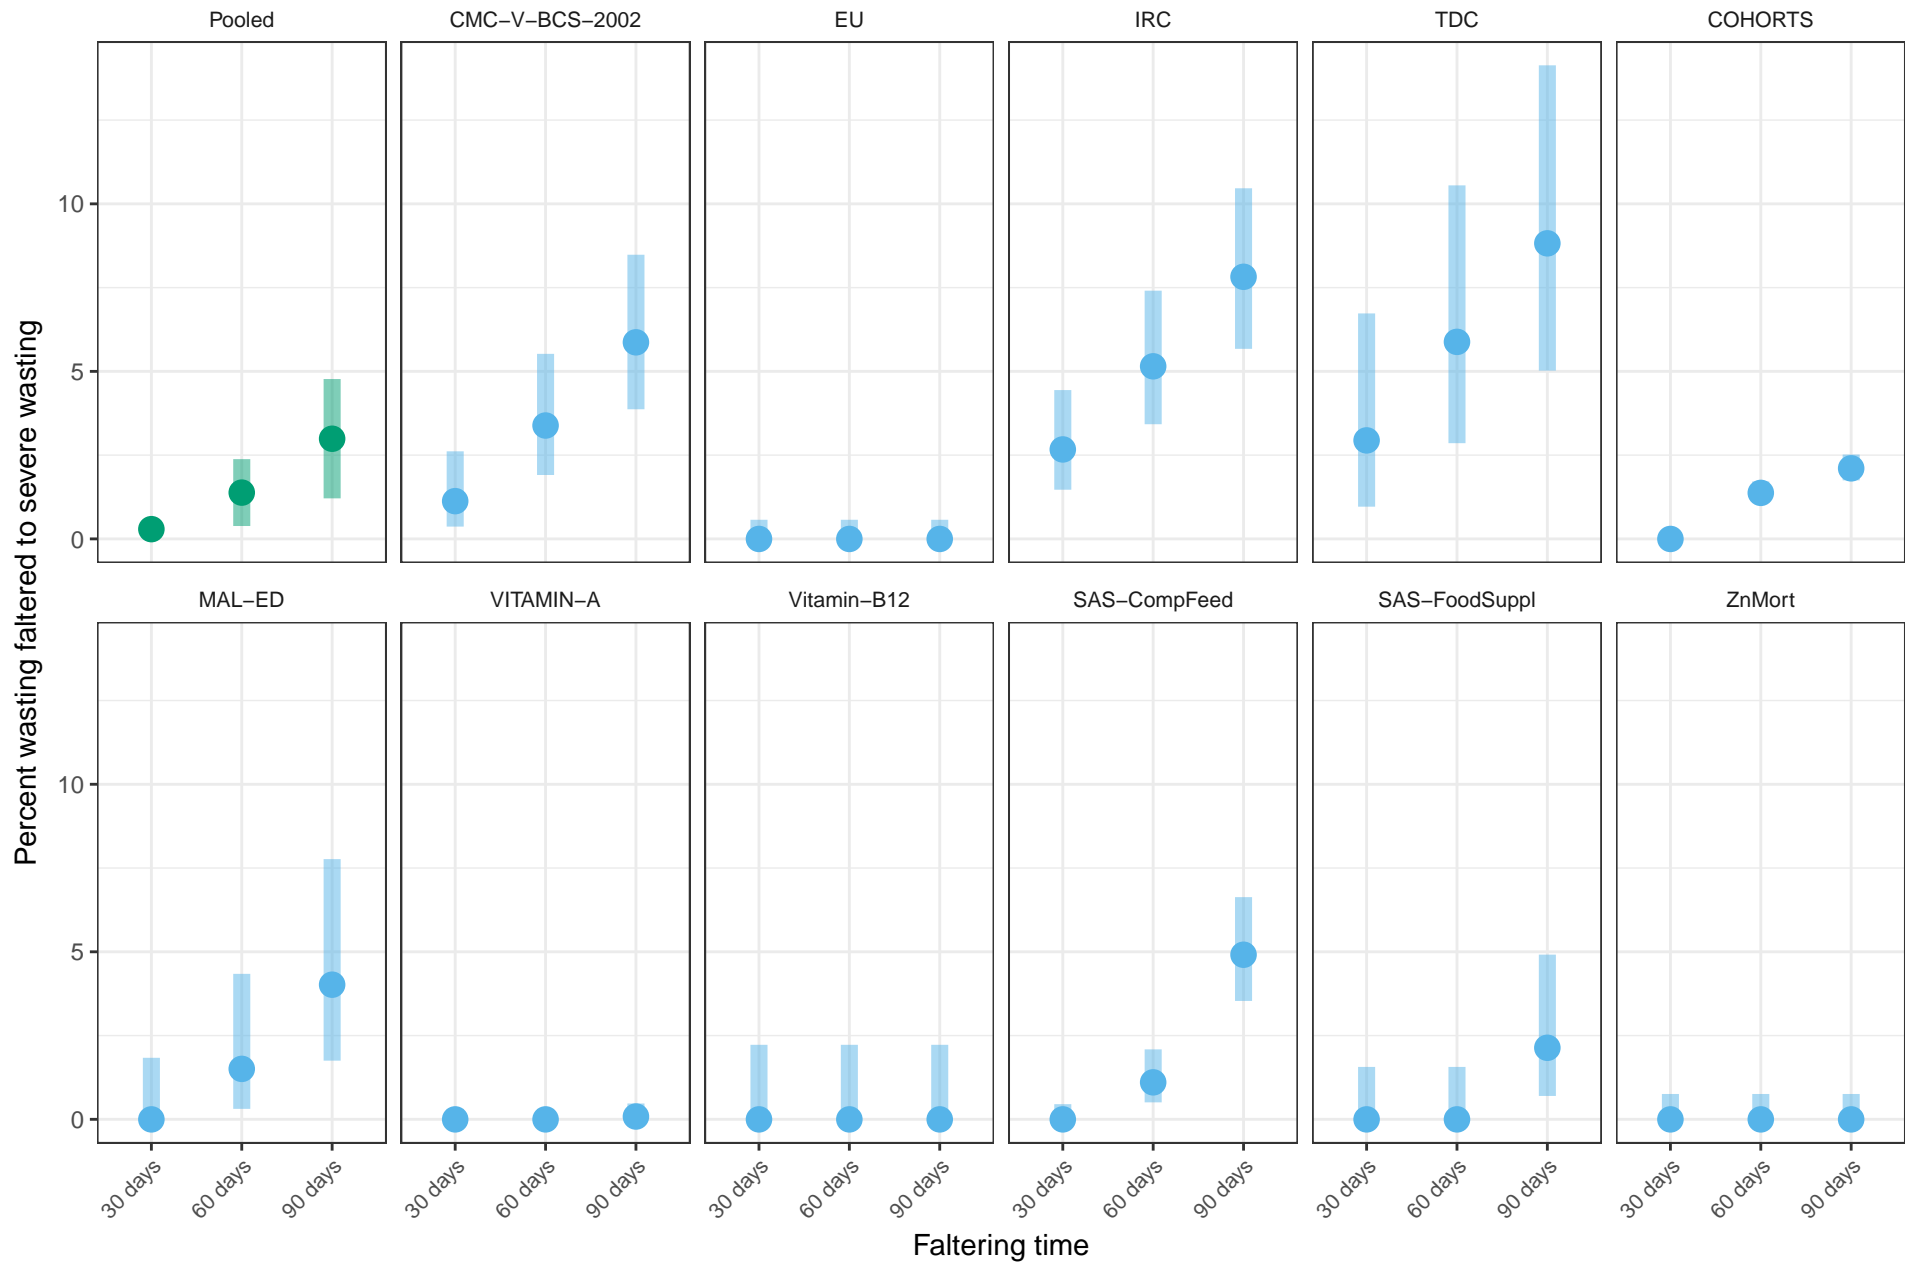 Pooled
CMC−V−BCS−2002
EU
IRC
TDC
COHORTS
10
5
0
MAL−ED
VITAMIN−A
Vitamin−B12
SAS−CompFeed
SAS−FoodSuppl
ZnMort
10
5
0
Percent wasting faltered to severe wasting
30 days
60 days
90 days
30 days
60 days
90 days
30 days
60 days
90 days
30 days
60 days
90 days
30 days
60 days
90 days
30 days
60 days
90 days
Faltering time